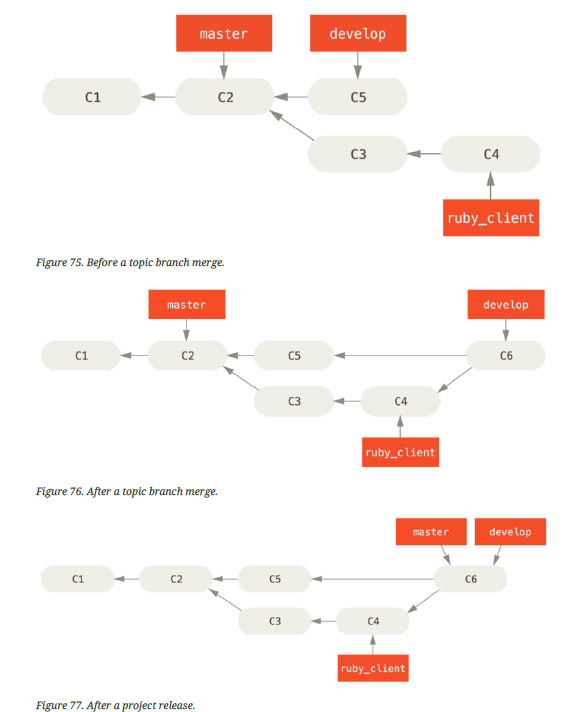 master develop
C1 C2 C5
C3 C4
ruby_client
Figure 75. Before a topic branch merge.
master develop
C1 C2 C5 C6
C3 C4
ruby_client
Figure 76. After a topic branch merge.
master develop
C1 C2 C5 C6
C3 C4
ruby_client
Figure 77. After a project release.